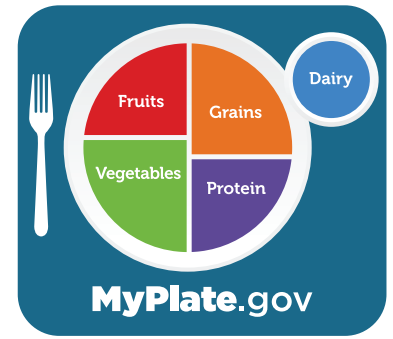 Dairy
Fruits
Grains
Vegetables
Protein
MyPlate.gov